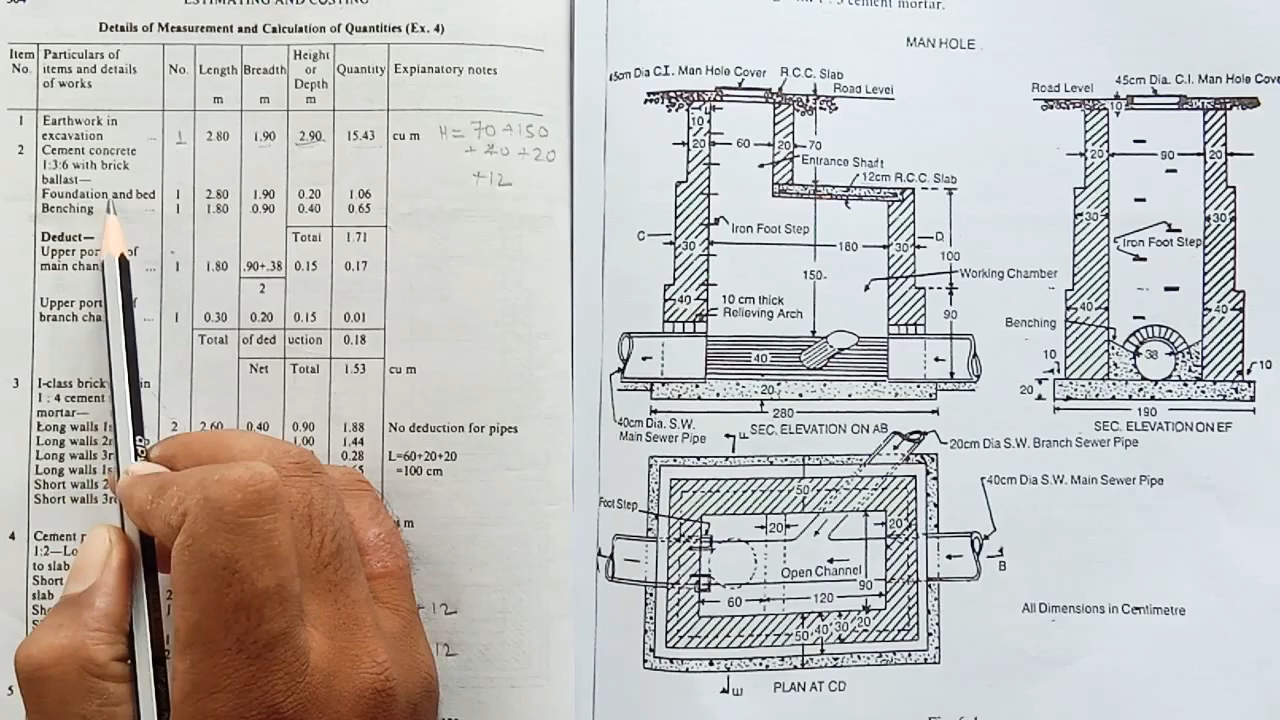 ESTIMATING AND COSTING
Details of Measurement and Calculation of Quantities (Ex. 4)
Item No. Particulars of items and details of works No. Length m Breadth m Height or Depth m Quantity Explanatory notes
1 Earthwork in
excavation ... 1 2.80 1.90 2.90 15.43 cu m
H = 70+150
+40+20
+12
2 Cement concrete
1:3:6 with brick
ballast—
Foundation and bed 1 2.80 1.90 0.20 1.06
Benching ... 1 1.80 0.90 0.40 0.65
Total 1.71
Deduct—
Upper of
main ... 1 1.80 .90+.38 0.15 0.17
2
Upper
branch ... 1 0.30 0.20 0.15 0.01
Total of ded uction 0.18
Net Total 1.53 cu m
3 I-class in
1 : 4 cement
mortar—
Long walls 2 2.60 0.40 0.90 1.88 No deduction for pipes
Long walls 1.00 1.44
Long walls 0.28 L=60+20+20
Long walls =100 cm
Short walls
Short walls
m
4 Cement
1:2—
to slab
Short
slab 2
12
1
12
5
3 cement mortar.
MAN HOLE
45cm Dia C.I. Man Hole Cover
R.C.C. Slab
Road Level
10
20 60 20 70
Entrance Shaft
12cm R.C.C. Slab
Iron Foot Step
C D
30 180 30
100
150
Working Chamber
40
10 cm thick
Relieving Arch
90
40
20
280
40cm Dia. S.W.
Main Sewer Pipe
SEC. ELEVATION ON AB
Road Level
45cm Dia. C.I. Man Hole
10
20 90 20
30 30
Iron Foot Step
40 40
Benching
38
10 10
20
190
SEC. ELEVATION ON EF
F
20cm Dia S.W. Branch Sewer Pipe
40cm Dia S.W. Main Sewer Pipe
50
Foot Step
20 20
Open Channel
90
B
60 120
50 40 30 20
E
PLAN AT CD
All Dimensions in Centimetre